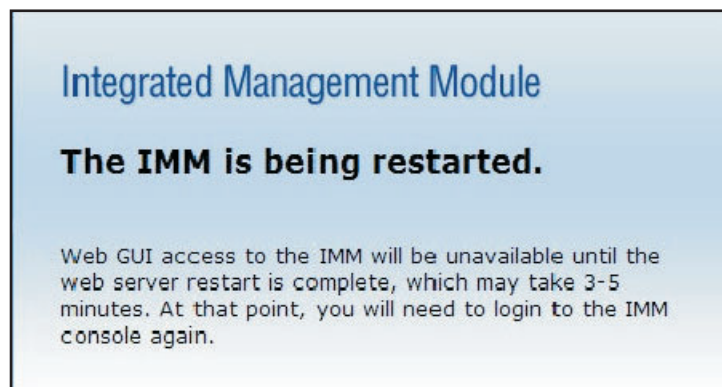 Integrated Management Module
The IMM is being restarted.
Web GUI access to the IMM will be unavailable until the
web server restart is complete, which may take 3-5
minutes. At that point, you will need to login to the IMM
console again.